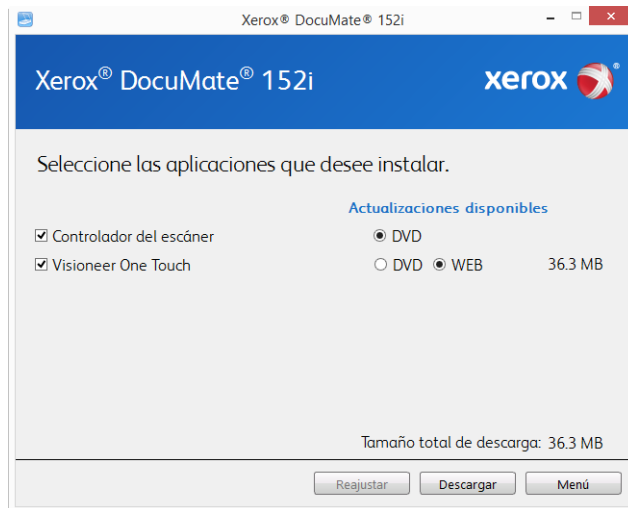 Xerox® DocuMate® 152i
Xerox® DocuMate® 152i
xerox®
Seleccione las aplicaciones que desee instalar.
Actualizaciones disponibles
Controlador del escáner DVD
Visioneer One Touch DVD WEB 36.3 MB
Tamaño total de descarga: 36.3 MB
Reajustar Descargar Menú